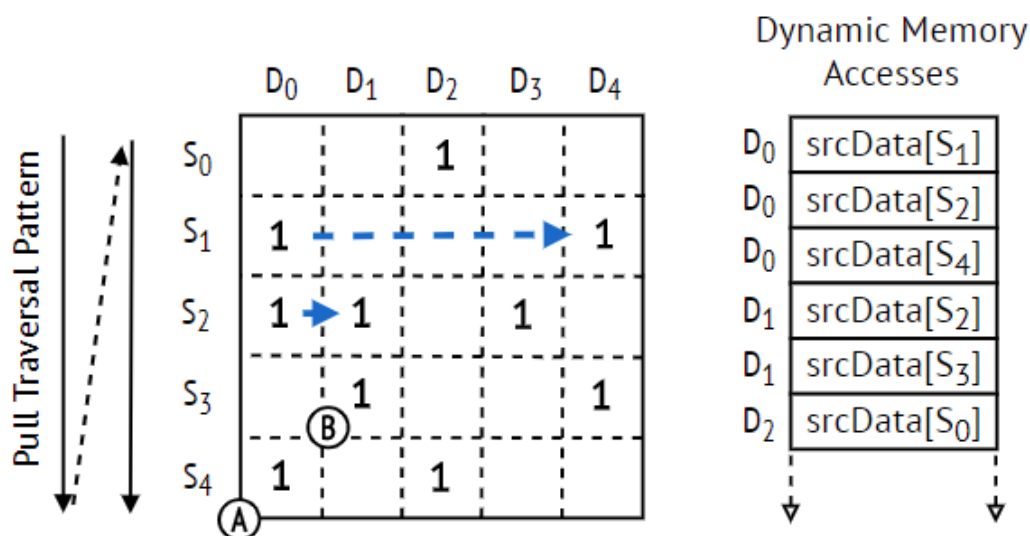 Dynamic Memory
Accesses
D0 D1 D2 D3 D4
Pull Traversal Pattern
S0 1
S1 1 1
S2 1 1 1
S3 1 1
B
S4 1 1
A
D0 srcData[S1]
D0 srcData[S2]
D0 srcData[S4]
D1 srcData[S2]
D1 srcData[S3]
D2 srcData[S0]